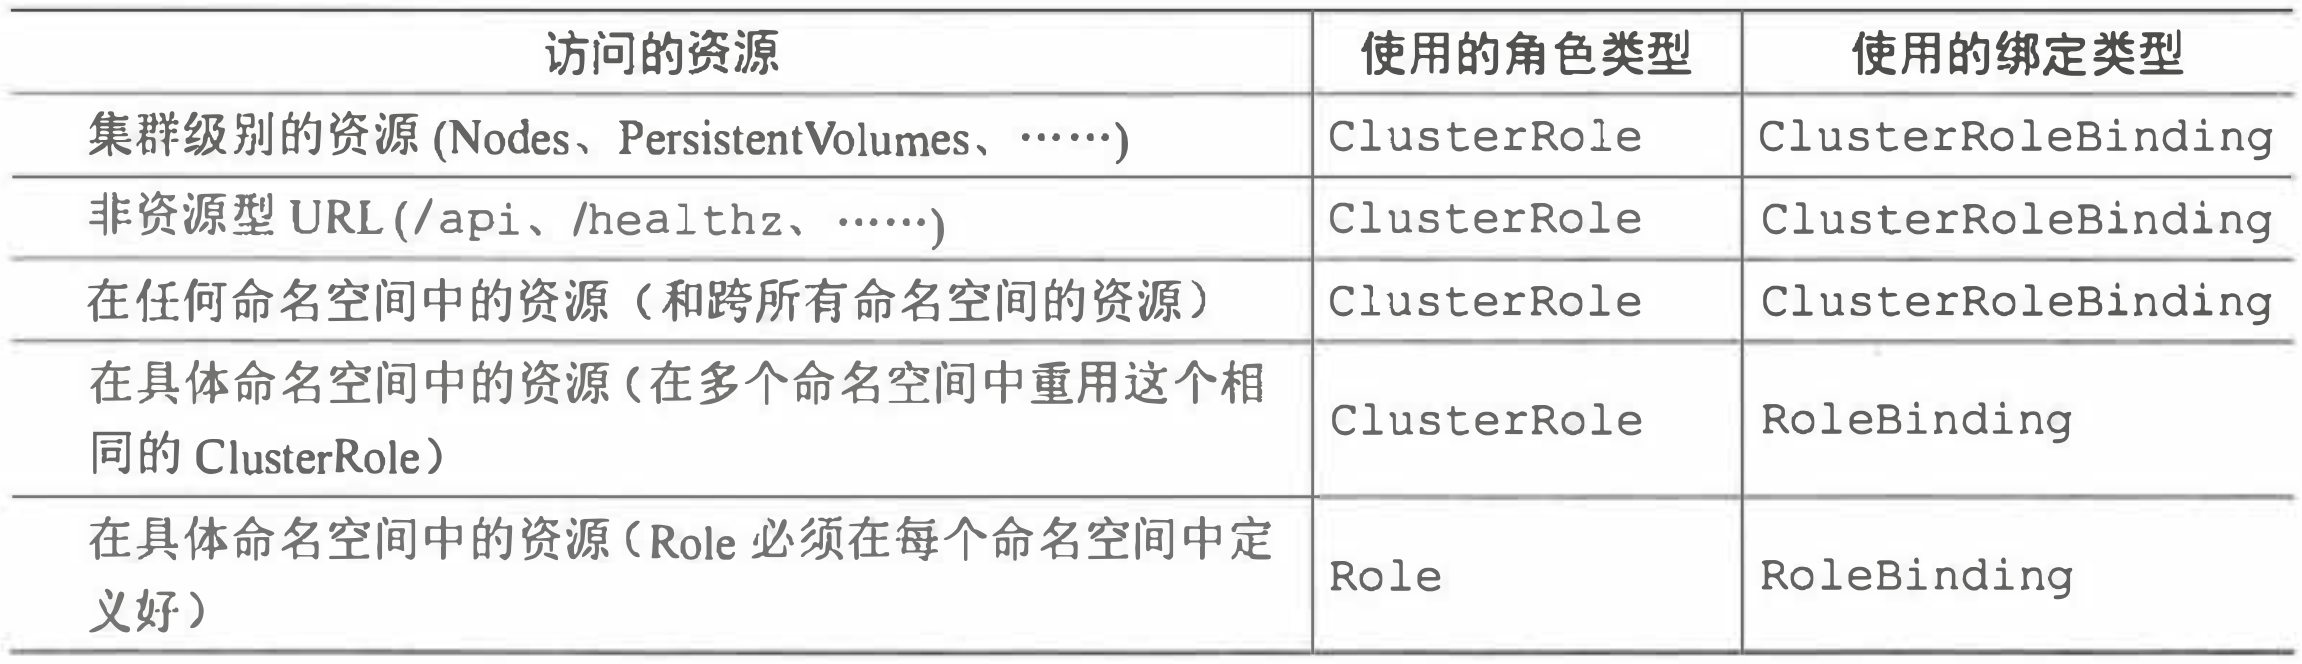 访问的资源 使用的角色类型 使用的绑定类型
集群级别的资源 (Nodes、PersistentVolumes、……) ClusterRole ClusterRoleBinding
非资源型 URL (/api、/healthz、……) ClusterRole ClusterRoleBinding
在任何命名空间中的资源（和跨所有命名空间的资源） ClusterRole ClusterRoleBinding
在具体命名空间中的资源（在多个命名空间中重用这个相
同的 ClusterRole） ClusterRole RoleBinding
在具体命名空间中的资源（Role 必须在每个命名空间中定
义好） Role RoleBinding